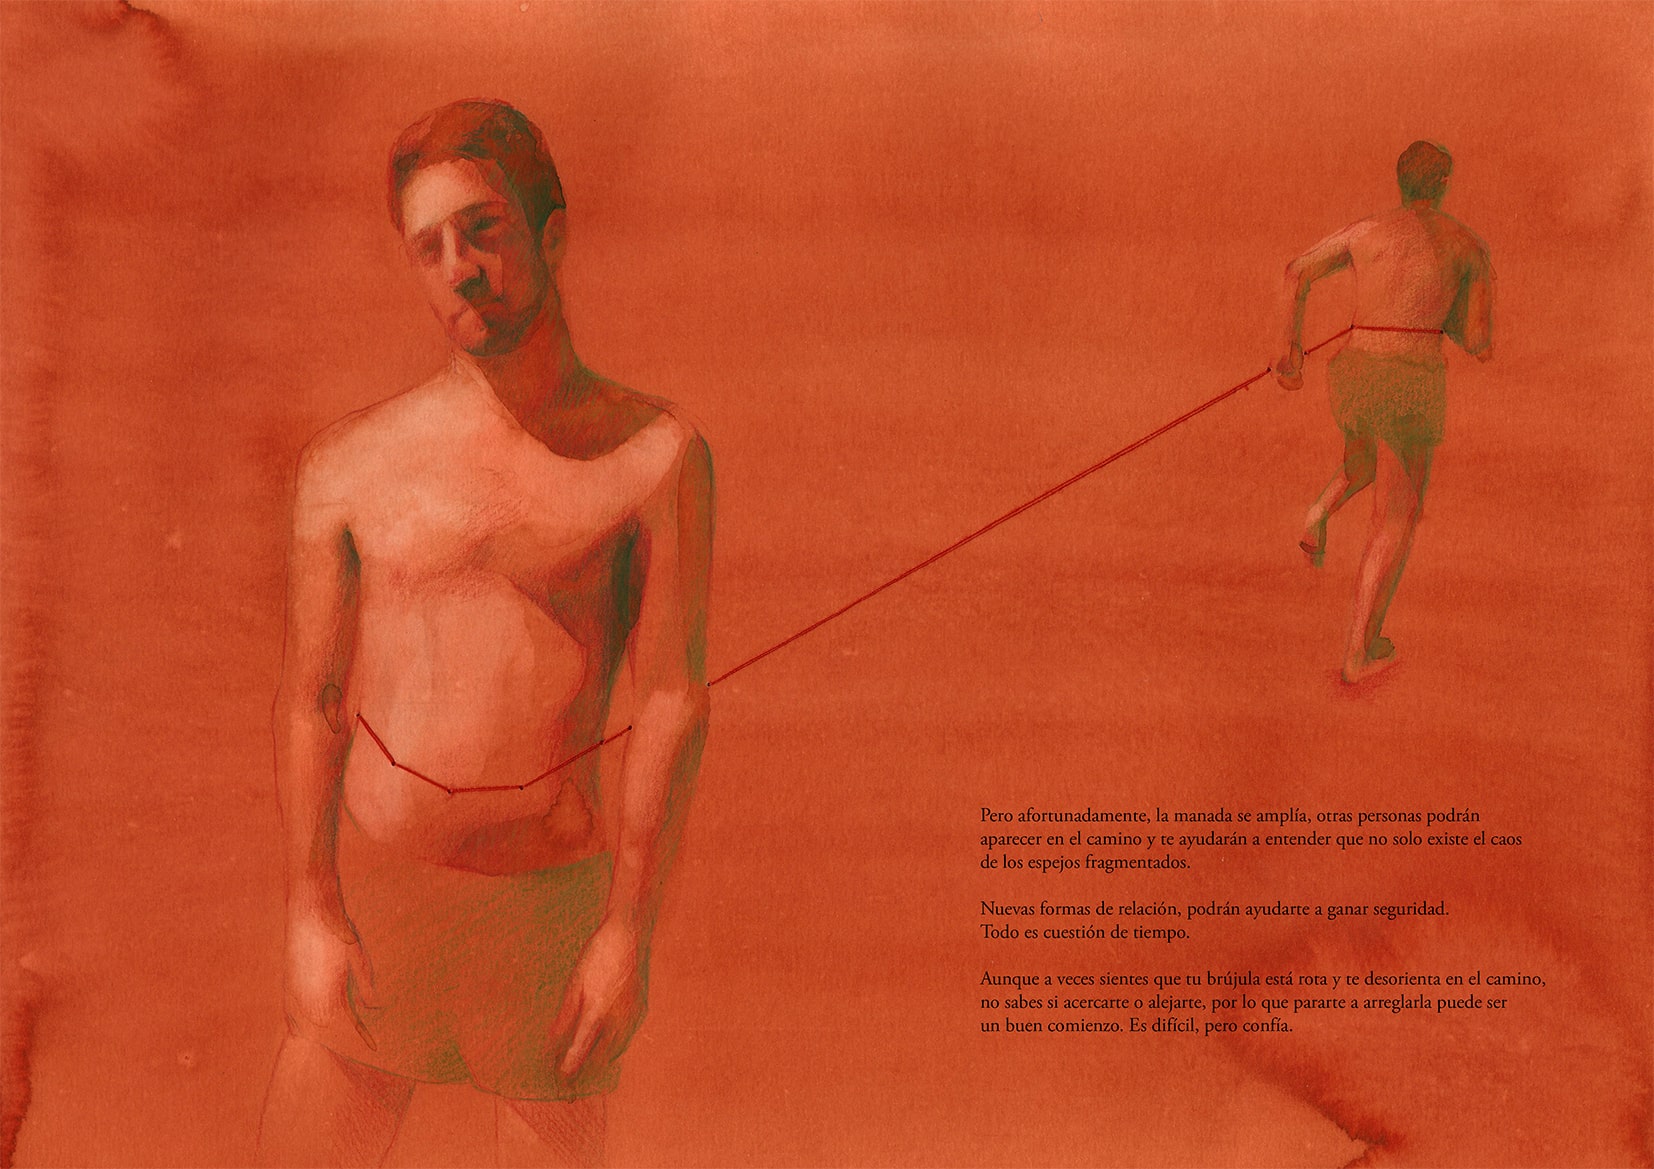 Pero afortunadamente, la manada se amplía, otras personas podrán
aparecer en el camino y te ayudarán a entender que no solo existe el caos
de los espejos fragmentados.
Nuevas formas de relación, podrán ayudarte a ganar seguridad.
Todo es cuestión de tiempo.
Aunque a veces sientes que tu brújula está rota y te desorienta en el camino,
no sabes si acercarte o alejarte, por lo que pararte a arreglarla puede ser
un buen comienzo. Es difícil, pero confía.